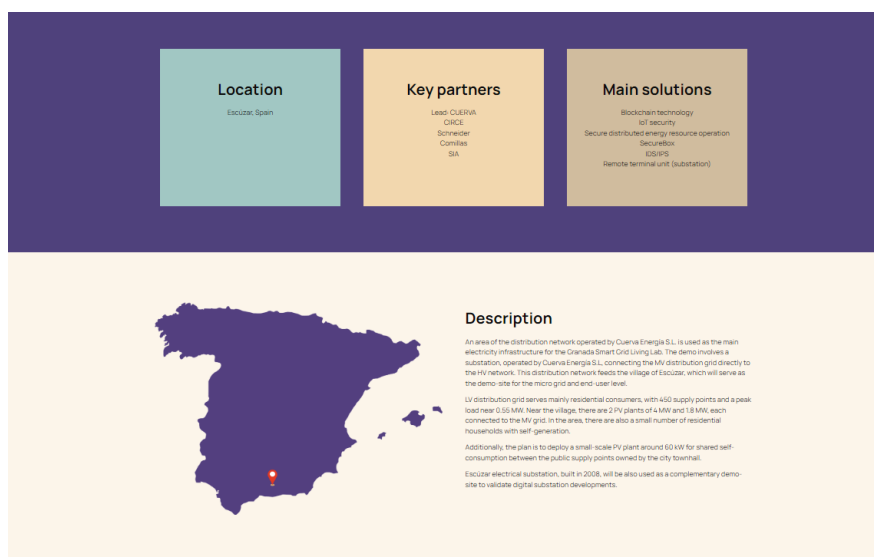 Location
Escúzar, Spain
Key partners
Lead- CUERVA
CIRCE
Schneider
Comillas
SIA
Main solutions
Blockchain technology
IoT security
Secure distributed energy resource operation
SecureBox
IDS/IPS
Remote terminal unit (substation)
Description
An area of the distribution network operated by Cuerva Energía S.L. is used as the main
electricity infrastructure for the Granada Smart Grid Living Lab. The demo involves a
substation, operated by Cuerva Energía S.L, connecting the MV distribution grid directly to
the HV network. This distribution network feeds the village of Escúzar, which will serve as
the demo-site for the micro grid and end-user level.
LV distribution grid serves mainly residential consumers, with 450 supply points and a peak
load near 0.55 MW. Near the village, there are 2 PV plants of 4 MW and 1.8 MW, each
connected to the MV grid. In the area, there are also a small number of residential
households with self-generation.
Additionally, the plan is to deploy a small-scale PV plant around 60 kW for shared self-
consumption between the public supply points owned by the city townhall.
Escúzar electrical substation, built in 2008, will be also used as a complementary demo-
site to validate digital substation developments.